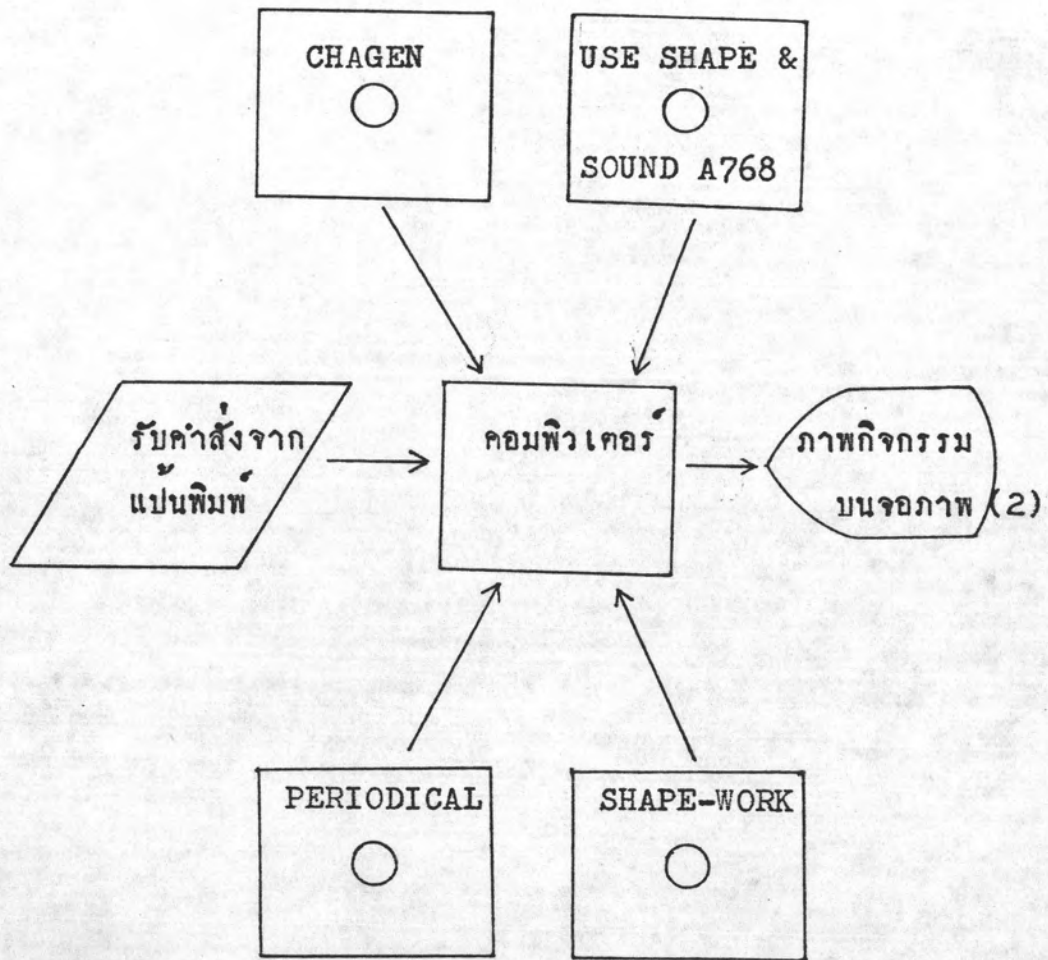 CHAGEN
USE SHAPE &
SOUND A768
รับคำสั่งจาก
แป้นพิมพ์
คอมพิวเตอร์
ภาพกิจกรรม
บนจอภาพ (2)
PERIODICAL
SHAPE-WORK